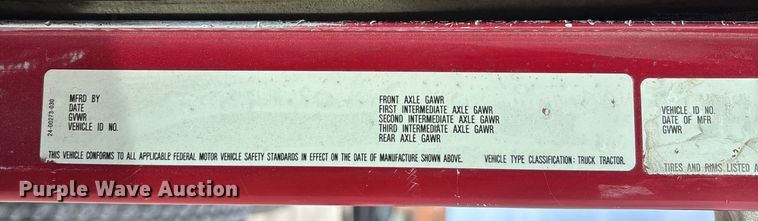 24-00273-030
MFRD BY
DATE
GVWR
VEHICLE ID NO.
FRONT AXLE GAWR
FIRST INTERMEDIATE AXLE GAWR
SECOND INTERMEDIATE AXLE GAWR
THIRD INTERMEDIATE AXLE GAWR
REAR AXLE GAWR
THIS VEHICLE CONFORMS TO ALL APPLICABLE FEDERAL MOTOR VEHICLE SAFETY STANDARDS IN EFFECT ON THE DATE OF MANUFACTURE SHOWN ABOVE. VEHICLE TYPE CLASSIFICATION: TRUCK TRACTOR.
VEHICLE ID NO.
DATE OF MFR
GVWR
TIRES AND RIMS LISTED
Purple Wave Auction